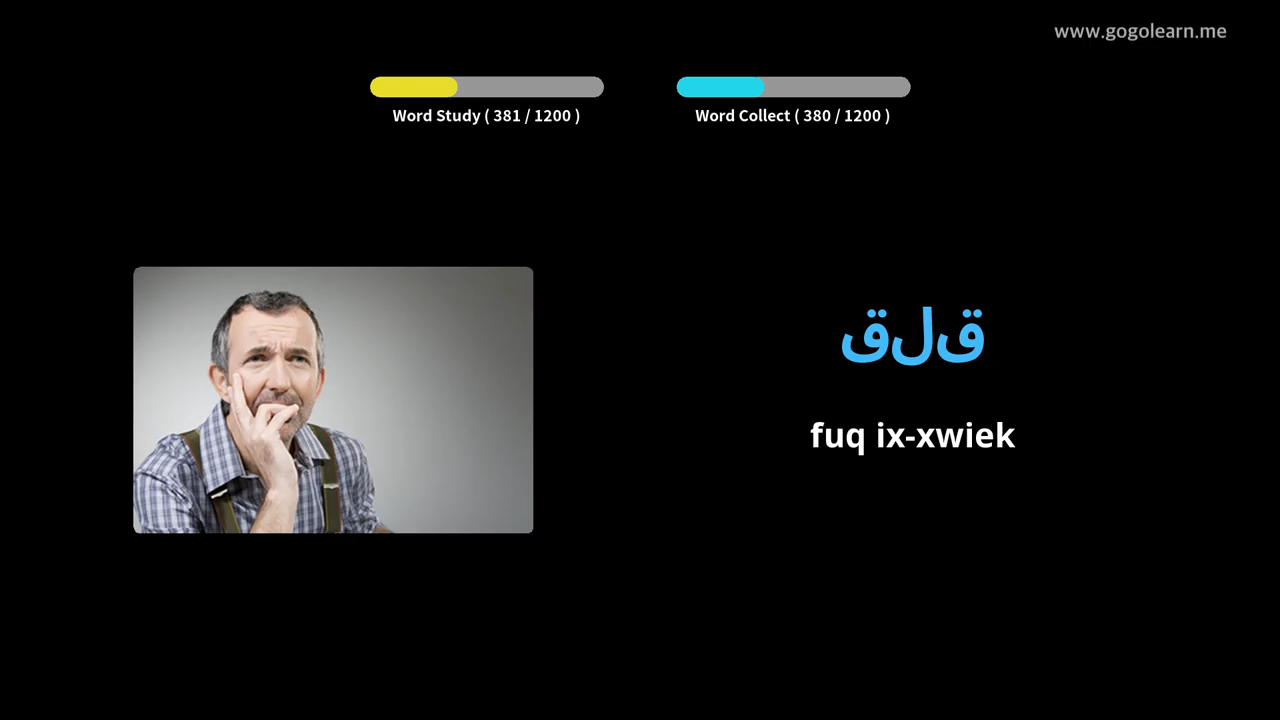 www.gogolearn.me
Word Study ( 381 / 1200 )
Word Collect ( 380 / 1200 )
قلق
fuq ix-xwiek